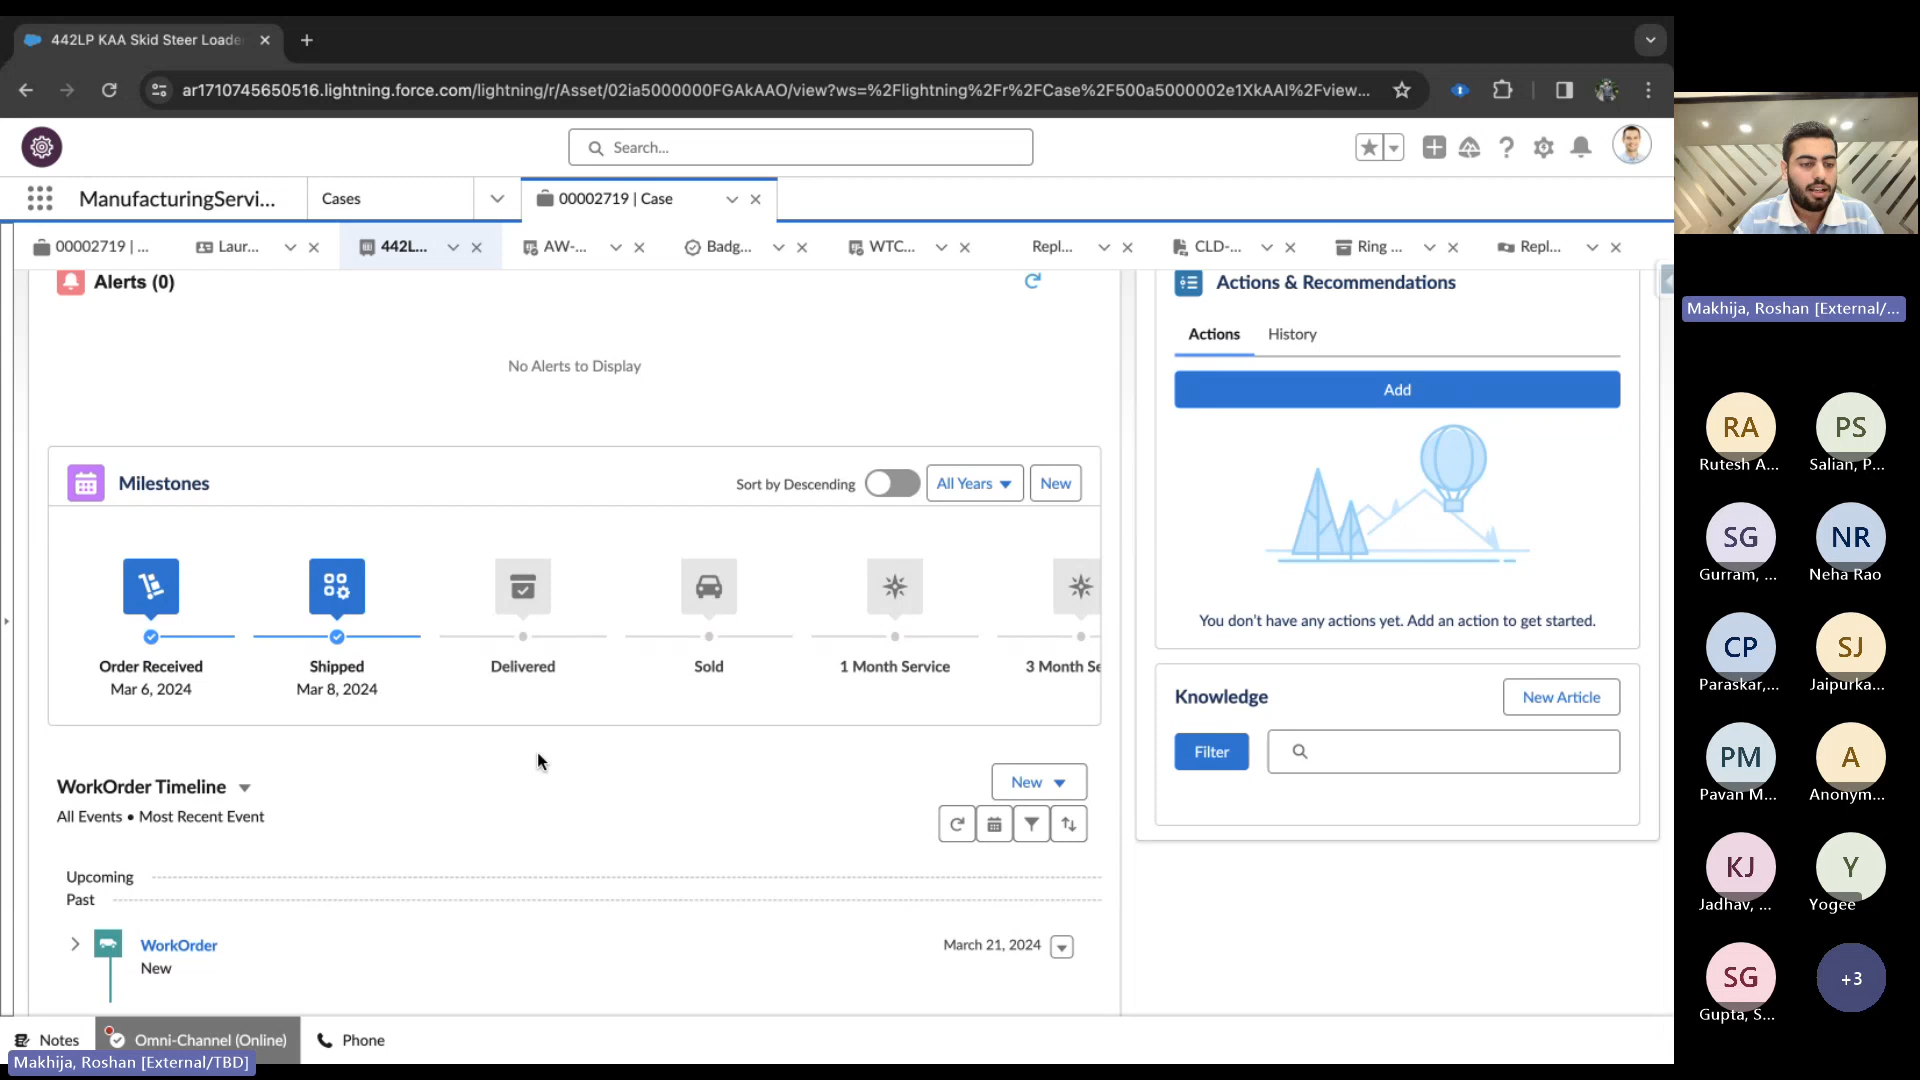 442LP KAA Skid Steer Loade
ar1710745650516.lightning.force.com/lightning/r/Asset/02ia5000000FGAkAAO/view?ws=%2Flightning%2Fr%2FCase%2F500a5000002e1XkAAI%2Fview...
Search...
ManufacturingServi...
Cases
00002719 | Case
00002719 | ...
Laur...
442L...
AW-...
Badg...
WTC...
Repl...
CLD-...
Ring ...
Repl...
Alerts (0)
No Alerts to Display
Milestones
Sort by Descending
All Years
New
Order Received
Mar 6, 2024
Shipped
Mar 8, 2024
Delivered
Sold
1 Month Service
3 Month Se
WorkOrder Timeline
New
All Events • Most Recent Event
Upcoming
Past
WorkOrder
March 21, 2024
New
Actions & Recommendations
Actions
History
Add
You don't have any actions yet. Add an action to get started.
Knowledge
New Article
Filter
Notes
Omni-Channel (Online)
Phone
Makhija, Roshan [External/TBD]
Makhija, Roshan [External/...
RA
Rutesh A...
PS
Salian, P...
SG
Gurram, ...
NR
Neha Rao
CP
Paraskar,...
SJ
Jaipurka...
PM
Pavan M...
A
Anonym...
KJ
Jadhav, ...
Y
Yogee
SG
Gupta, S...
+3